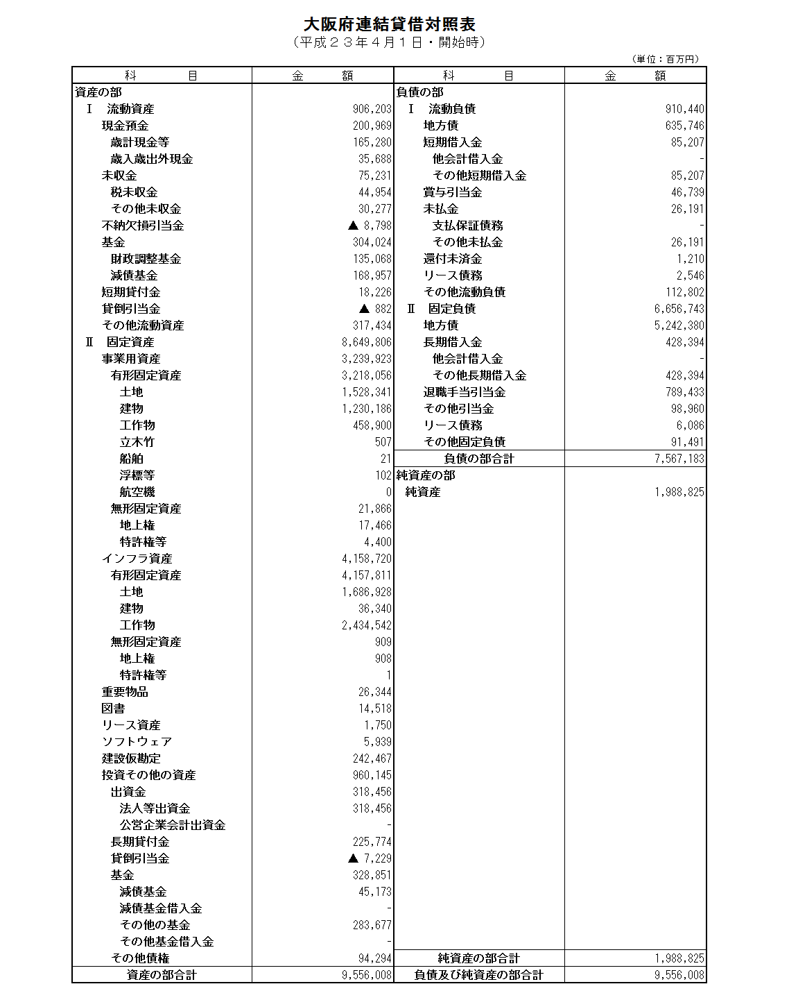 大阪府連結貸借対照表
（平成２３年４月１日・開始時）
（単位：百万円）
科　目　金　額　科　目　金　額
資産の部　負債の部
Ⅰ　流動資産　906,203　Ⅰ　流動負債　910,440
現金預金　200,969　地方債　635,746
歳計現金等　165,280　短期借入金　85,207
歳入歳出外現金　35,688　他会計借入金　-
未収金　75,231　その他短期借入金　85,207
税未収金　44,954　賞与引当金　46,739
その他未収金　30,277　未払金　26,191
不納欠損引当金　▲ 8,798　支払保証債務　-
基金　304,024　その他未払金　26,191
財政調整基金　135,068　還付未済金　1,210
減債基金　168,957　リース債務　2,546
短期貸付金　18,226　その他流動負債　112,802
貸倒引当金　▲ 882　Ⅱ　固定負債　6,656,743
その他流動資産　317,434　地方債　5,242,380
Ⅱ　固定資産　8,649,806　長期借入金　428,394
事業用資産　3,239,923　他会計借入金　-
有形固定資産　3,218,056　その他長期借入金　428,394
土地　1,528,341　退職手当引当金　789,433
建物　1,230,186　その他引当金　98,960
工作物　458,900　リース債務　6,086
立木竹　507　その他固定負債　91,491
船舶　21　負債の部合計　7,567,183
浮標等　102　純資産の部
航空機　0　純資産　1,988,825
無形固定資産　21,866
地上権　17,466
特許権等　4,400
インフラ資産　4,158,720
有形固定資産　4,157,811
土地　1,686,928
建物　36,340
工作物　2,434,542
無形固定資産　909
地上権　908
特許権等　1
重要物品　26,344
図書　14,518
リース資産　1,750
ソフトウェア　5,939
建設仮勘定　242,467
投資その他の資産　960,145
出資金　318,456
法人等出資金　318,456
公営企業会計出資金　-
長期貸付金　225,774
貸倒引当金　▲ 7,229
基金　328,851
減債基金　45,173
減債基金借入金　-
その他の基金　283,677
その他基金借入金　-
その他債権　94,294　純資産の部合計　1,988,825
資産の部合計　9,556,008　負債及び純資産の部合計　9,556,008